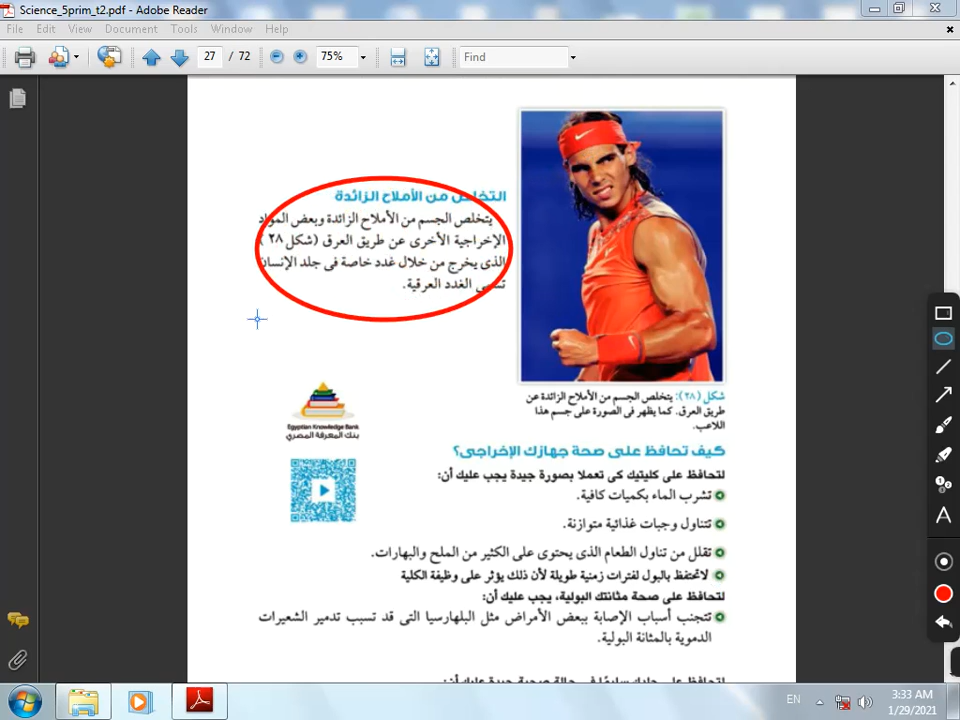 Science_5prim_t2.pdf - Adobe Reader
File Edit View Document Tools Window Help
27 / 72 75% Find
التخلص من الأملاح الزائدة
يتخلص الجسم من الأملاح الزائدة وبعض المواد
الإخراجية الأخرى عن طريق العرق (شكل ٢٨)
الذى يخرج من خلال غدد خاصة فى جلد الإنسان
تسمى الغدد العرقية.
شكل (٢٨): يتخلص الجسم من الأملاح الزائدة عن
طريق العرق. كما يظهر فى الصورة على جسم هذا
اللاعب.
Egyptian Knowledge Bank
بنك المعرفة المصري
كيف تحافظ على صحة جهازك الإخراجى؟
لتحافظ على كليتيك كى تعملا بصورة جيدة يجب عليك أن:
تشرب الماء بكميات كافية.
تتناول وجبات غذائية متوازنة.
تقلل من تناول الطعام الذى يحتوى على الكثير من الملح والبهارات.
لاتحتفظ بالبول لفترات زمنية طويلة لأن ذلك يؤثر على وظيفة الكلية
لتحافظ على صحة مثانتك البولية، يجب عليك أن:
تتجنب أسباب الإصابة ببعض الأمراض مثل البلهارسيا التى قد تسبب تدمير الشعيرات
الدموية بالمثانة البولية.
EN
3:33 AM
1/29/2021